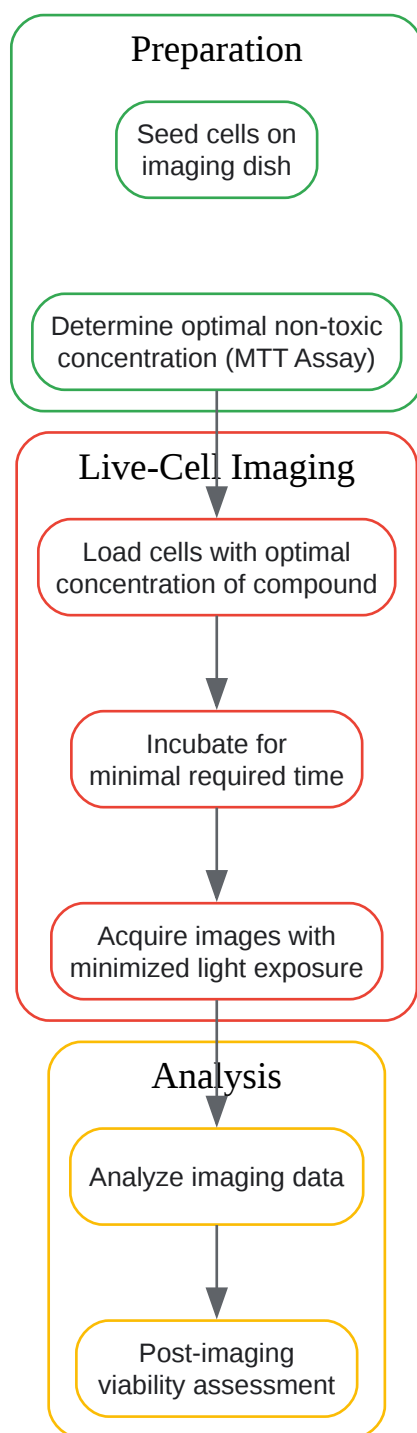 Preparation
Seed cells on
imaging dish
Determine optimal non-toxic
concentration (MTT Assay)
Live-Cell Imaging
Load cells with optimal
concentration of compound
Incubate for
minimal required time
Acquire images with
minimized light exposure
Analysis
Analyze imaging data
Post-imaging
viability assessment